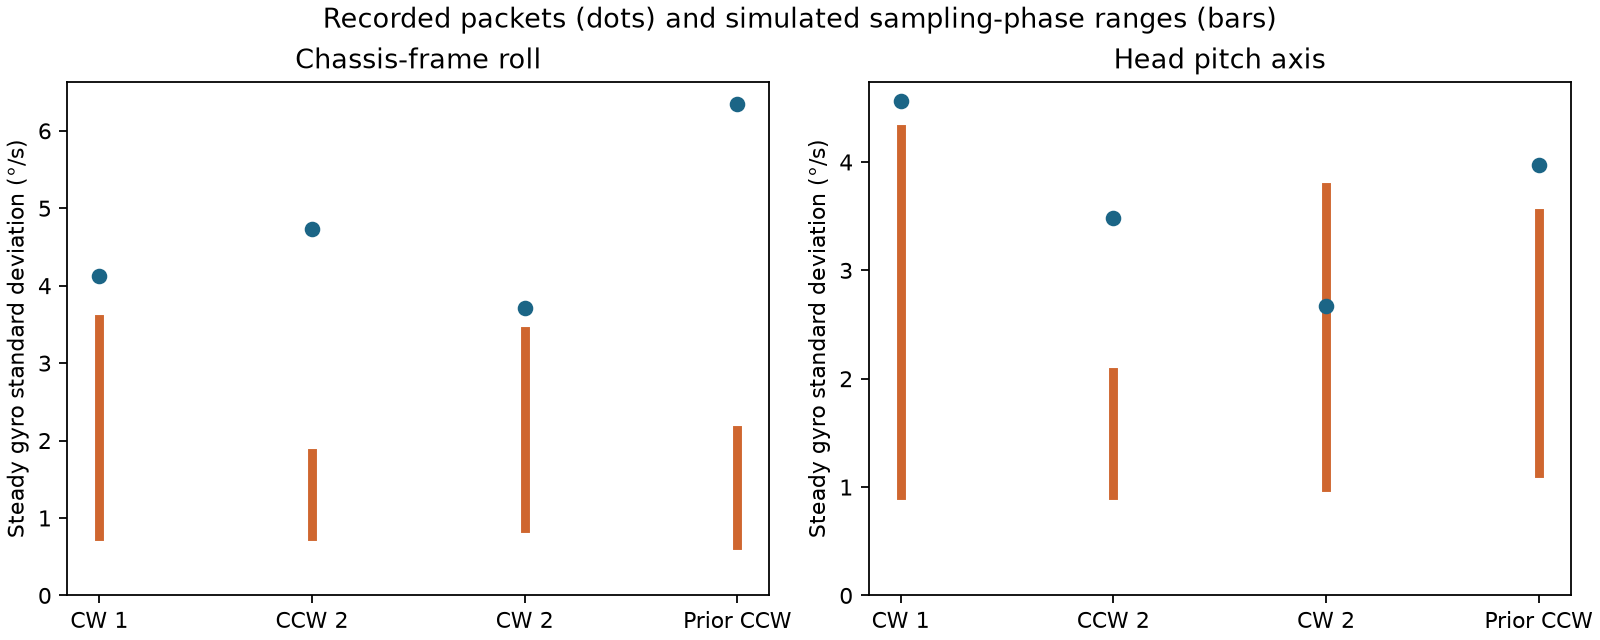 Recorded packets (dots) and simulated sampling-phase ranges (bars)
Chassis-frame roll
Steady gyro standard deviation (°/s)
6
5
4
3
2
1
0
CW 1
CCW 2
CW 2
Prior CCW
Head pitch axis
Steady gyro standard deviation (°/s)
4
3
2
1
0
CW 1
CCW 2
CW 2
Prior CCW